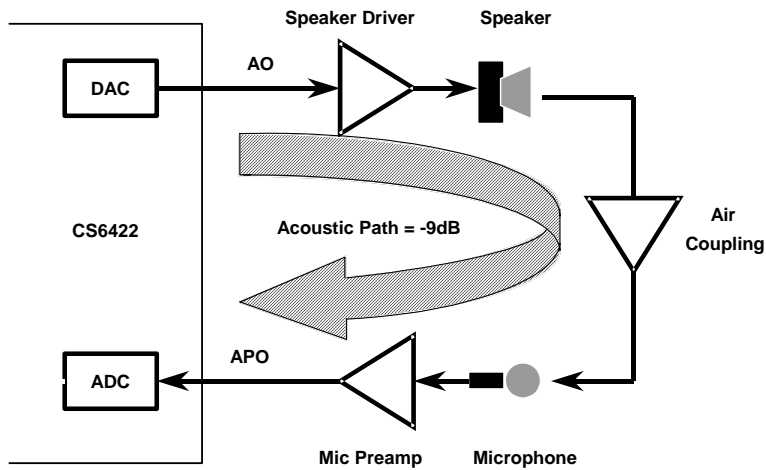 Speaker Driver
Speaker
AO
DAC
CS6422
Acoustic Path = -9dB
Air
Coupling
APO
ADC
Mic Preamp
Microphone